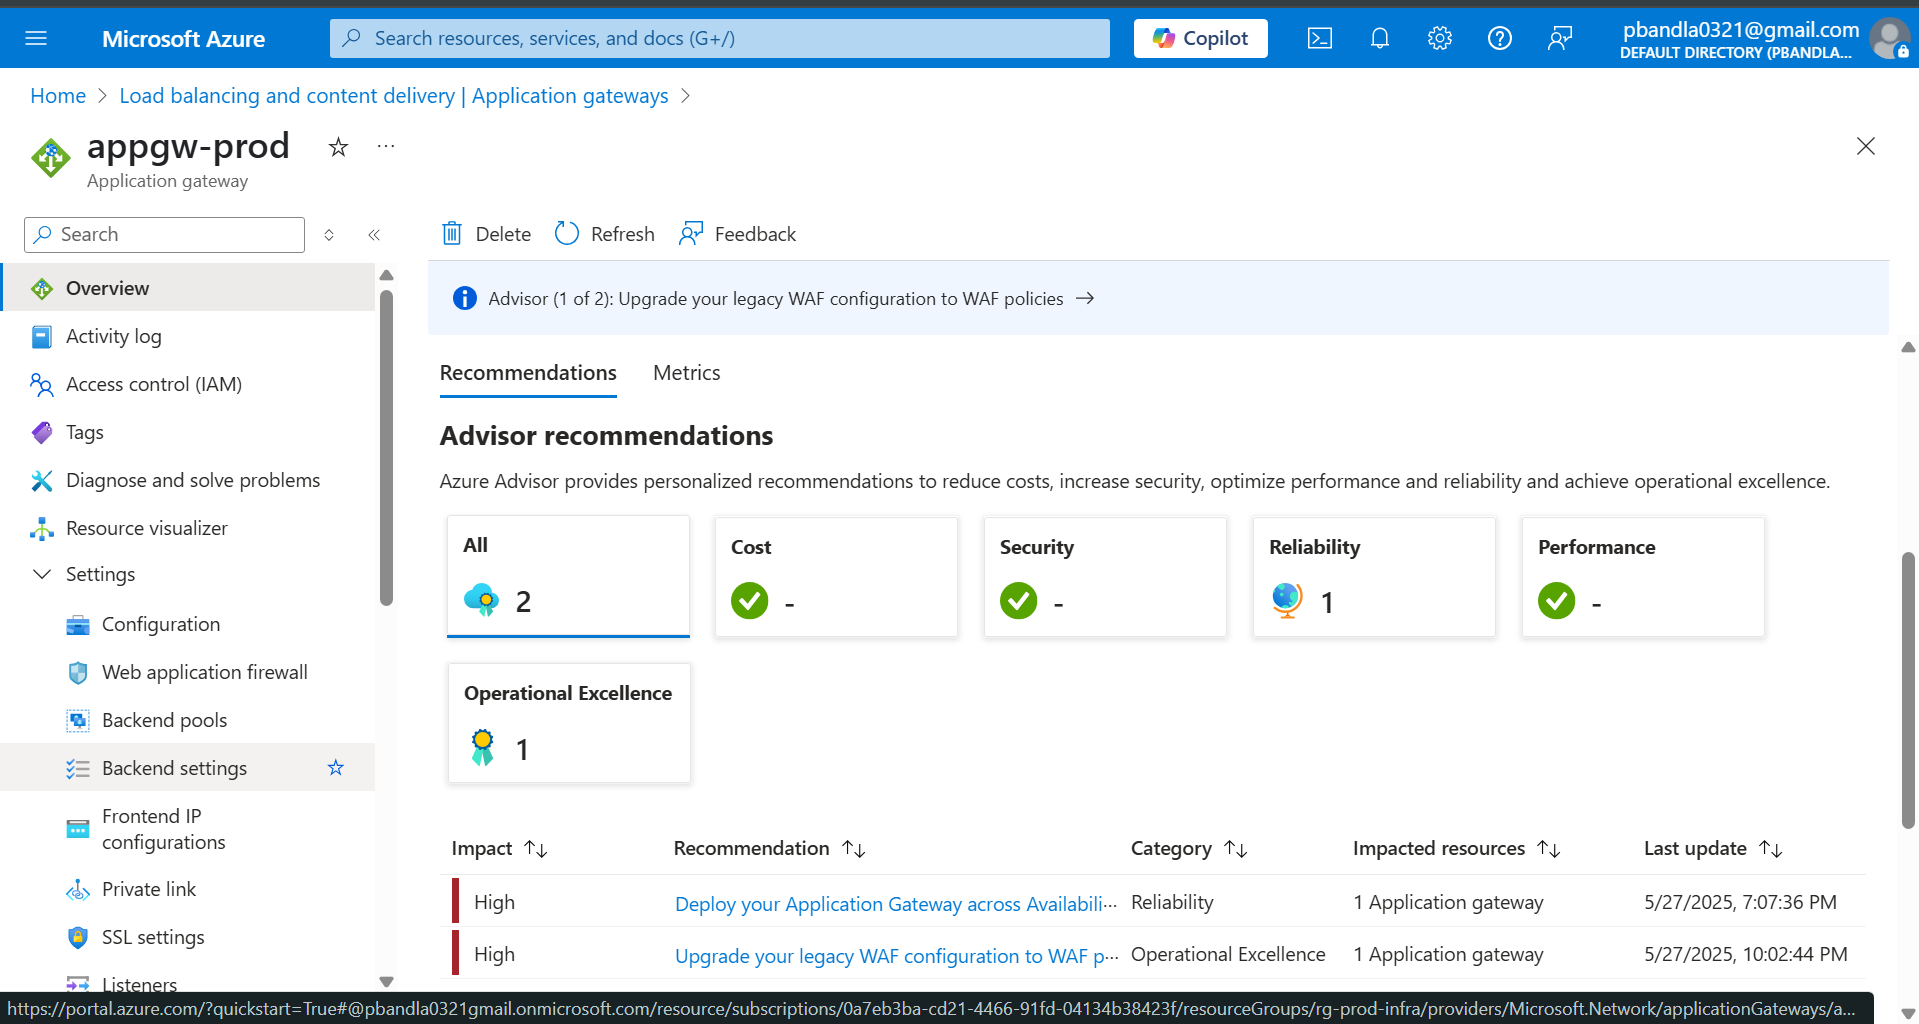 Microsoft Azure
Search resources, services, and docs (G+/)
Copilot
pbandla0321@gmail.com
DEFAULT DIRECTORY (PBANDLA...
Home > Load balancing and content delivery | Application gateways >
appgw-prod
Application gateway
Search
Delete
Refresh
Feedback
Overview
Activity log
Access control (IAM)
Tags
Diagnose and solve problems
Resource visualizer
Settings
Configuration
Web application firewall
Backend pools
Backend settings
Frontend IP
configurations
Private link
SSL settings
Listeners
Advisor (1 of 2): Upgrade your legacy WAF configuration to WAF policies →
Recommendations
Metrics
Advisor recommendations
Azure Advisor provides personalized recommendations to reduce costs, increase security, optimize performance and reliability and achieve operational excellence.
All
2
Cost
-
Security
-
Reliability
1
Performance
-
Operational Excellence
1
Impact ↑↓ Recommendation ↑↓ Category ↑↓ Impacted resources ↑↓ Last update ↑↓
High Deploy your Application Gateway across Availabili... Reliability 1 Application gateway 5/27/2025, 7:07:36 PM
High Upgrade your legacy WAF configuration to WAF p... Operational Excellence 1 Application gateway 5/27/2025, 10:02:44 PM
https://portal.azure.com/?quickstart=True#@pbandla0321gmail.onmicrosoft.com/resource/subscriptions/0a7eb3ba-cd21-4466-91fd-04134b38423f/resourceGroups/rg-prod-infra/providers/Microsoft.Network/applicationGateways/a...